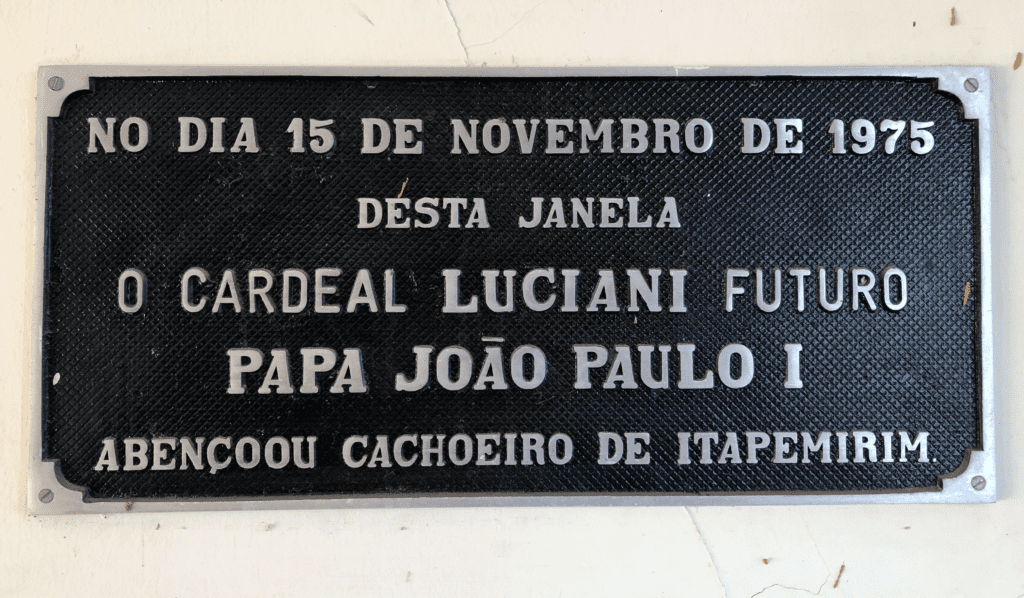 NO DIA 15 DE NOVEMBRO DE 1975
DESTA JANELA
O CARDEAL LUCIANI FUTURO
PAPA JOÃO PAULO I
ABENÇOOU CACHOEIRO DE ITAPEMIRIM.